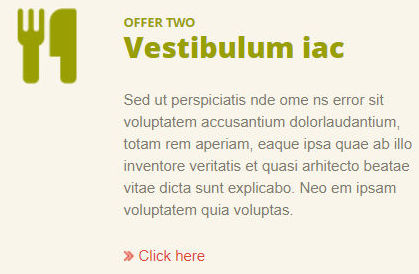 OFFER TWO
Vestibulum iac
Sed ut perspiciatis nde ome ns error sit
voluptatem accusantium dolorlaudantium,
totam rem aperiam, eaque ipsa quae ab illo
inventore veritatis et quasi arhitecto beatae
vitae dicta sunt explicabo. Neo em ipsam
voluptatem quia voluptas.
» Click here